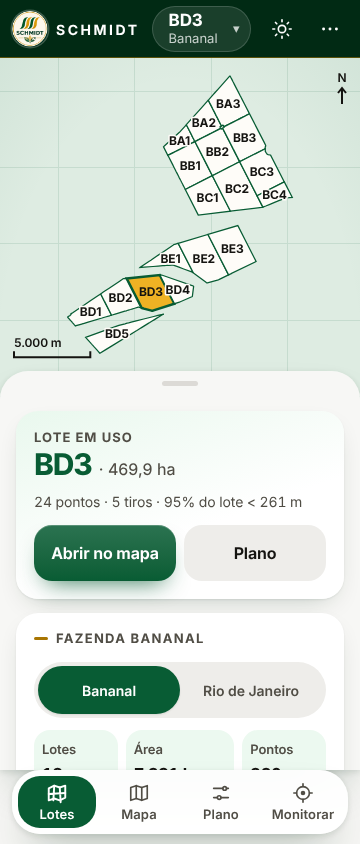 SCHMIDT
SCHMIDT
BD3
Bananal
N
BA3
BA2
BA1
BB3
BB2
BB1
BC3
BC2
BC4
BC1
BE3
BE2
BE1
BD4
BD3
BD2
BD1
BD5
5.000 m
LOTE EM USO
BD3 · 469,9 ha
24 pontos · 5 tiros · 95% do lote < 261 m
Abrir no mapa
Plano
FAZENDA BANANAL
Bananal
Rio de Janeiro
Lotes
Área
Pontos
Lotes
Mapa
Plano
Monitorar